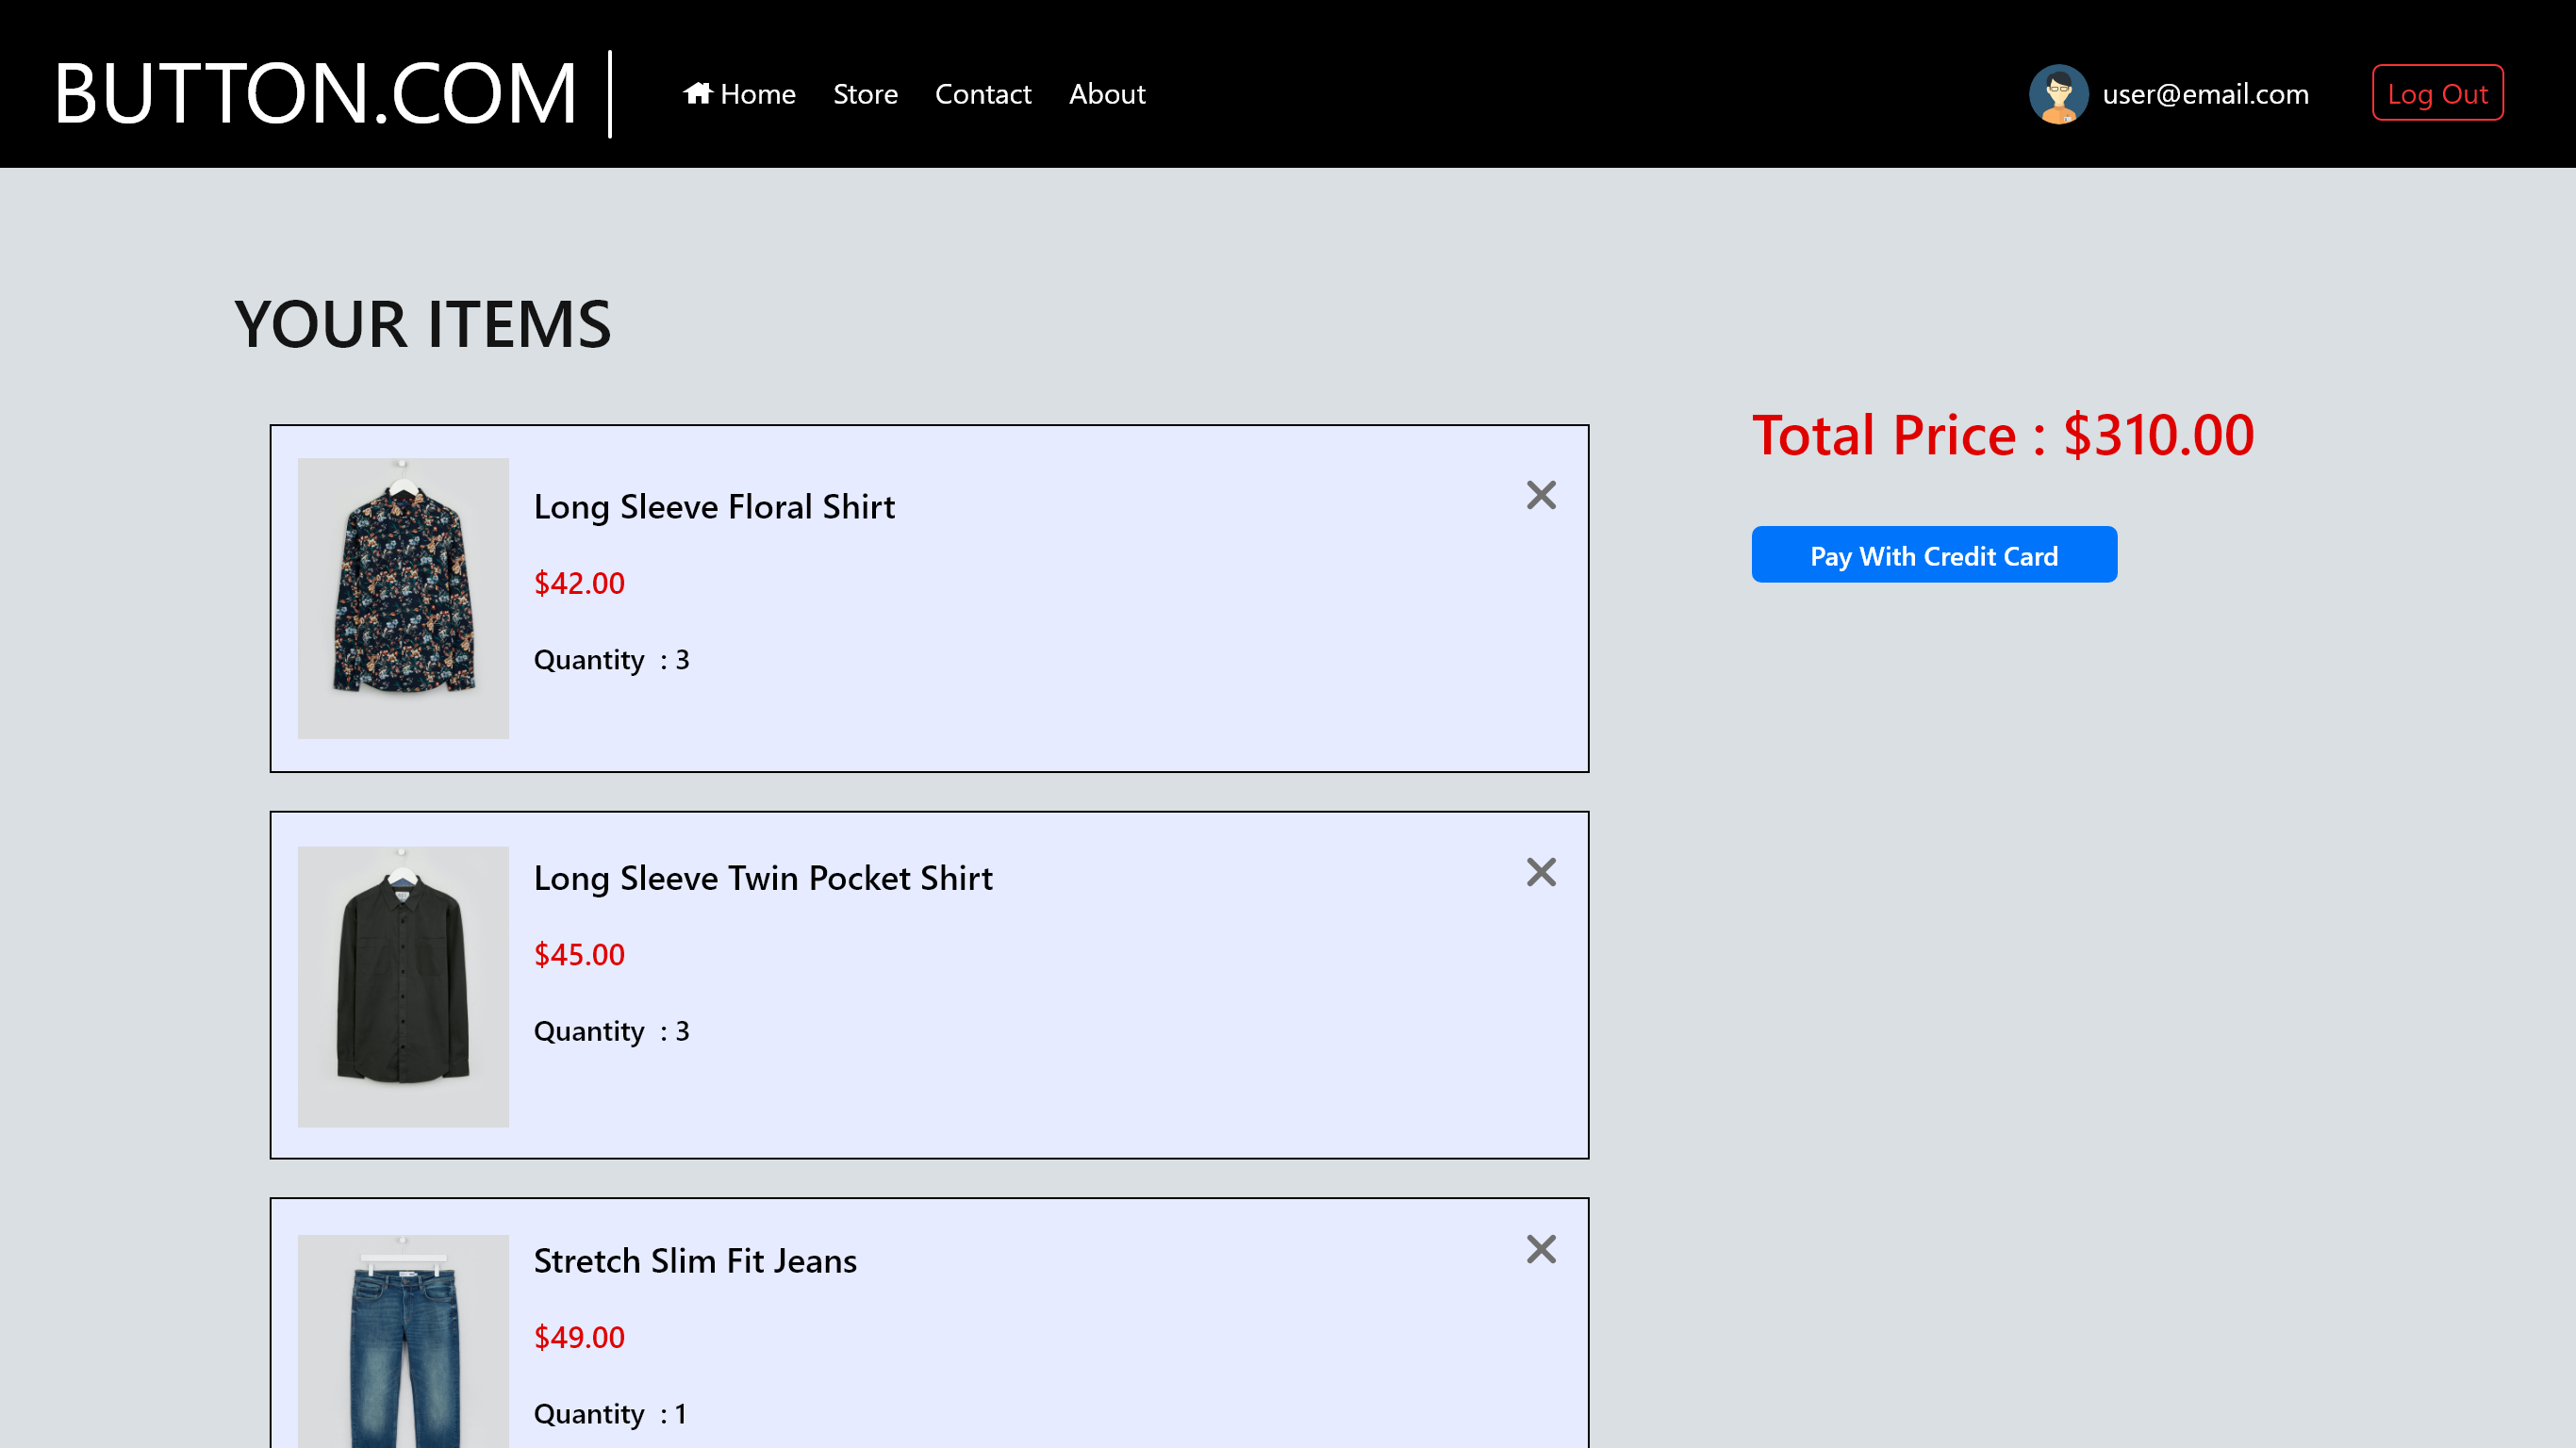 BUTTON.COM
Home Store Contact About
user@email.com
Log Out
YOUR ITEMS
Long Sleeve Floral Shirt
$42.00
Quantity : 3
Long Sleeve Twin Pocket Shirt
$45.00
Quantity : 3
Stretch Slim Fit Jeans
$49.00
Quantity : 1
Total Price : $310.00
Pay With Credit Card